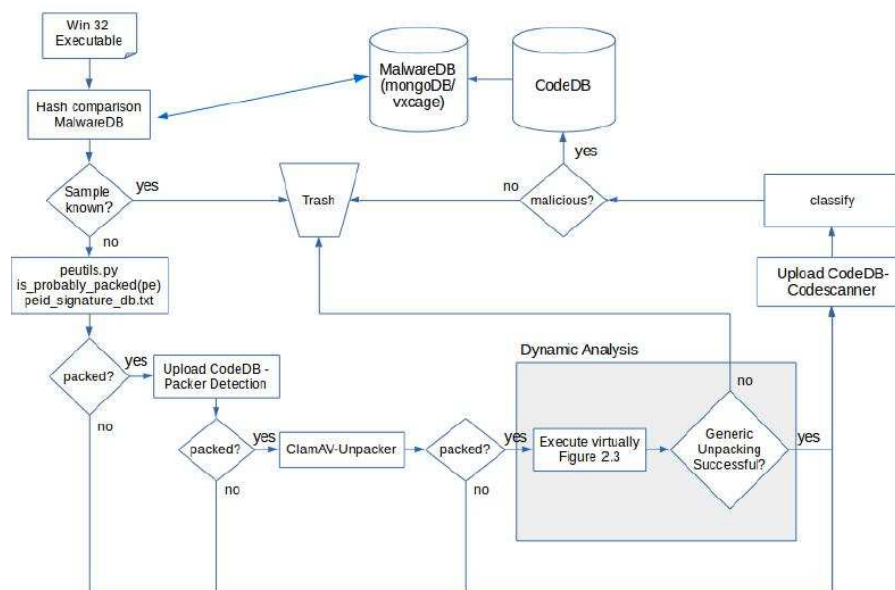 Win 32
Executable
Hash comparison
MalwareDB
MalwareDB
(mongoDB/
vxcage)
CodeDB
yes
Sample
known?
yes
Trash
no
malicious?
classify
no
peutils.py
is_probably_packed(pe)
peid_signature_db.txt
Upload CodeDB-
Codescanner
packed?
yes
Upload CodeDB -
Packer Detection
no
Dynamic Analysis
packed?
yes
ClamAV-Unpacker
no
packed?
yes
no
Execute virtually
Figure 2.3
no
Generic
Unpacking
Successful?
yes